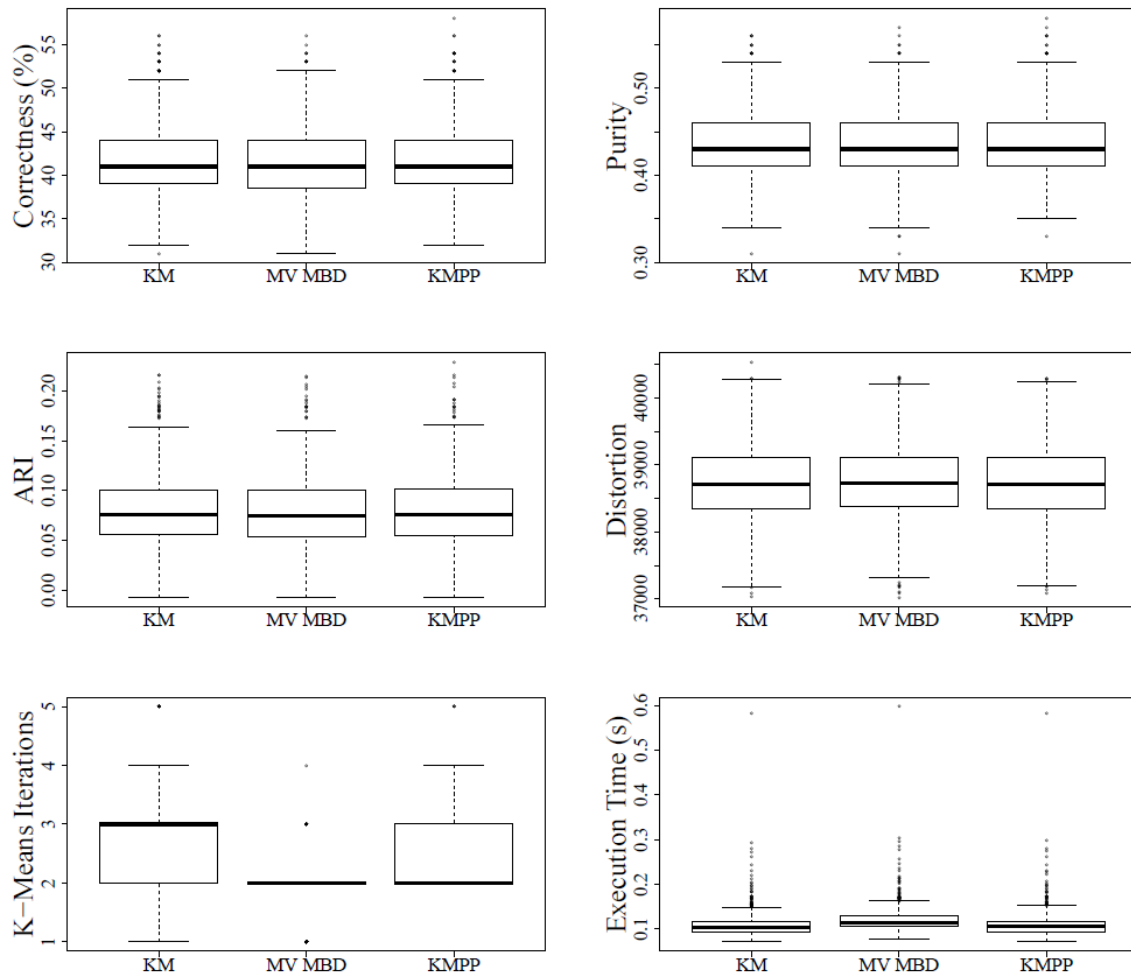 Correctness (%)
55
50
45
40
35
30
KM
MV MBD
KMPP
Purity
0.50
0.40
0.30
KM
MV MBD
KMPP
ARI
0.20
0.15
0.10
0.05
0.00
KM
MV MBD
KMPP
Distortion
40000
39000
38000
37000
KM
MV MBD
KMPP
K−Means Iterations
5
4
3
2
1
KM
MV MBD
KMPP
Execution Time (s)
0.6
0.5
0.4
0.3
0.2
0.1
KM
MV MBD
KMPP